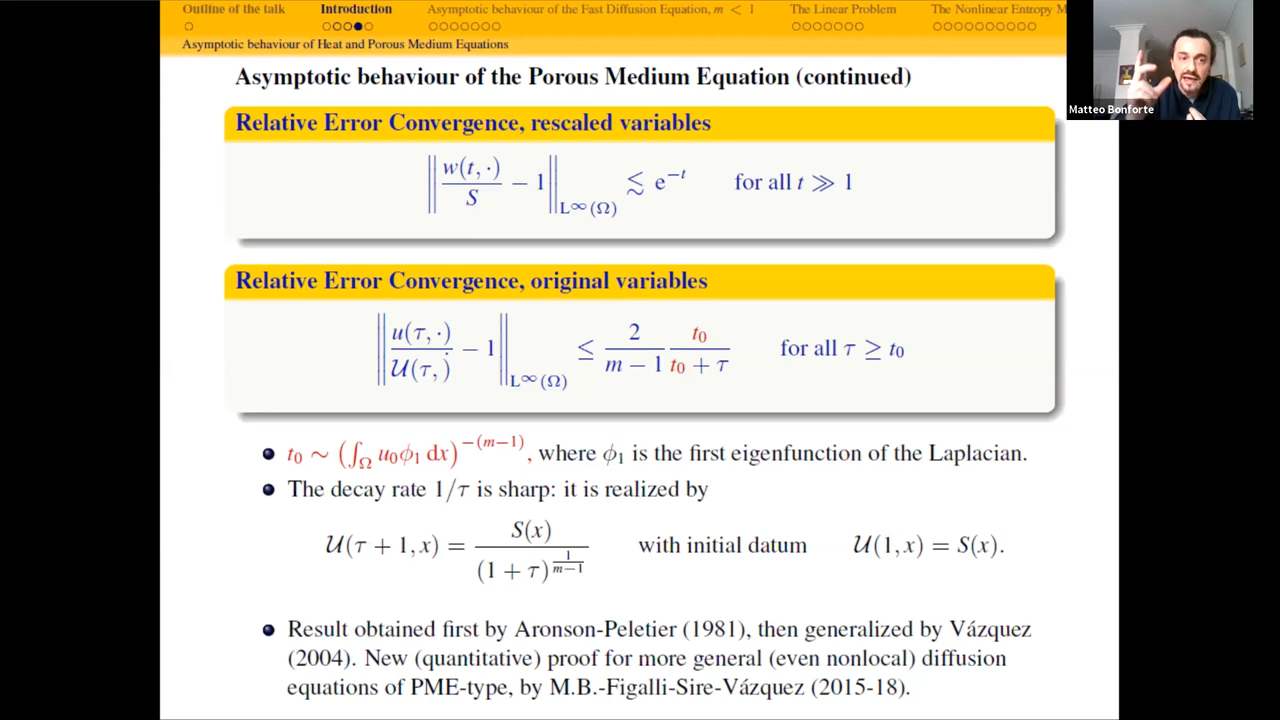 Outline of the talk Introduction Asymptotic behaviour of the Fast Diffusion Equation, m < 1 The Linear Problem The Nonlinear Entropy M
Asymptotic behaviour of Heat and Porous Medium Equations
Matteo Bonforte
Asymptotic behaviour of the Porous Medium Equation (continued)
Relative Error Convergence, rescaled variables
‖ w(t, ·)/S − 1 ‖_{L^∞(Ω)} ≲ e^{−t} for all t ≫ 1
Relative Error Convergence, original variables
‖ u(τ, ·)/𝒰(τ, ·) − 1 ‖_{L^∞(Ω)} ≤ 2/(m − 1) t₀/(t₀ + τ) for all τ ≥ t₀
t₀ ∼ (∫_Ω u₀ϕ₁ dx)^{−(m−1)}, where ϕ₁ is the first eigenfunction of the Laplacian.
The decay rate 1/τ is sharp: it is realized by
𝒰(τ + 1, x) = S(x)/(1 + τ)^{1/(m−1)} with initial datum 𝒰(1, x) = S(x).
Result obtained first by Aronson-Peletier (1981), then generalized by Vázquez
(2004). New (quantitative) proof for more general (even nonlocal) diffusion
equations of PME-type, by M.B.-Figalli-Sire-Vázquez (2015-18).